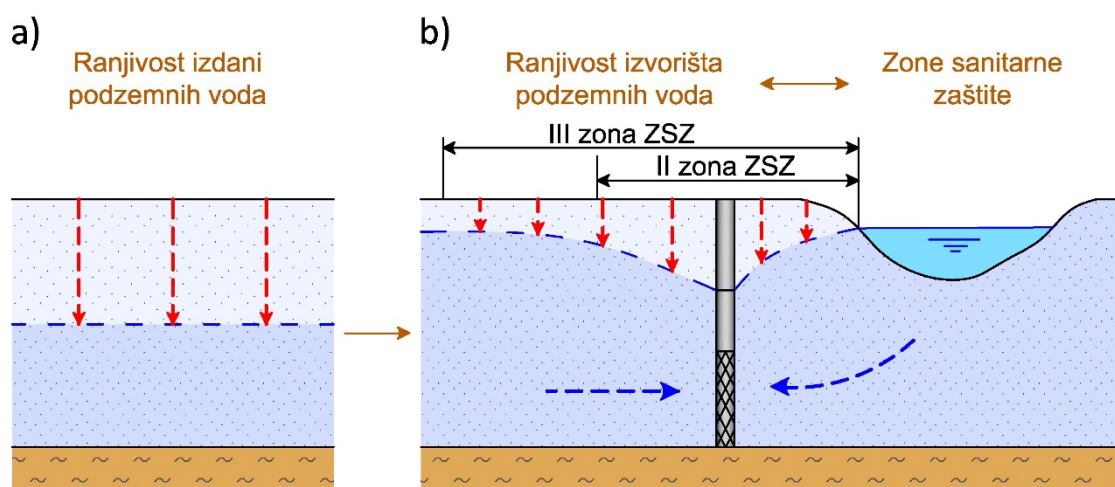 a)
Ranjivost izdani
podzemnih voda
b)
Ranjivost izvorišta
podzemnih voda
Zone sanitarne
zaštite
III zona ZSZ
II zona ZSZ